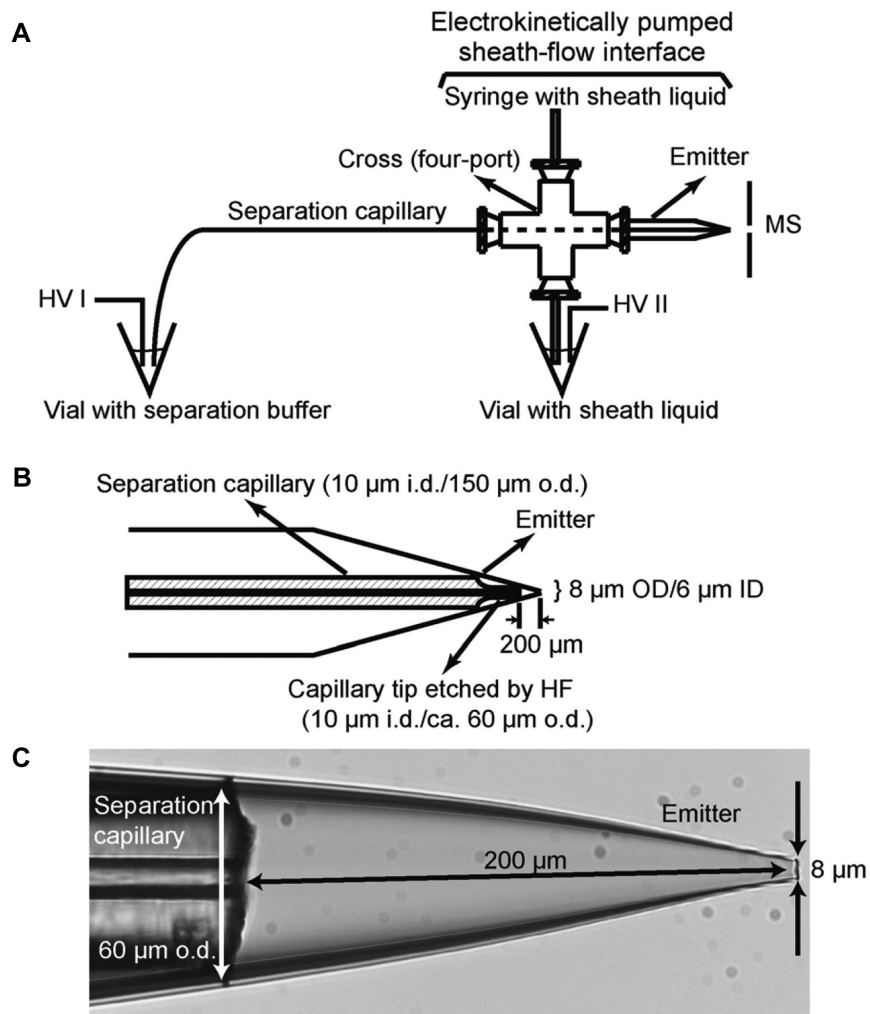 A
Electrokinetically pumped
sheath-flow interface
Syringe with sheath liquid
Cross (four-port)
Emitter
Separation capillary
MS
HV I
HV II
Vial with separation buffer
Vial with sheath liquid
B
Separation capillary (10 µm i.d./150 µm o.d.)
Emitter
} 8 µm OD/6 µm ID
200 µm
Capillary tip etched by HF
(10 µm i.d./ca. 60 µm o.d.)
C
Separation
capillary
Emitter
200 µm
8 µm
60 µm o.d.